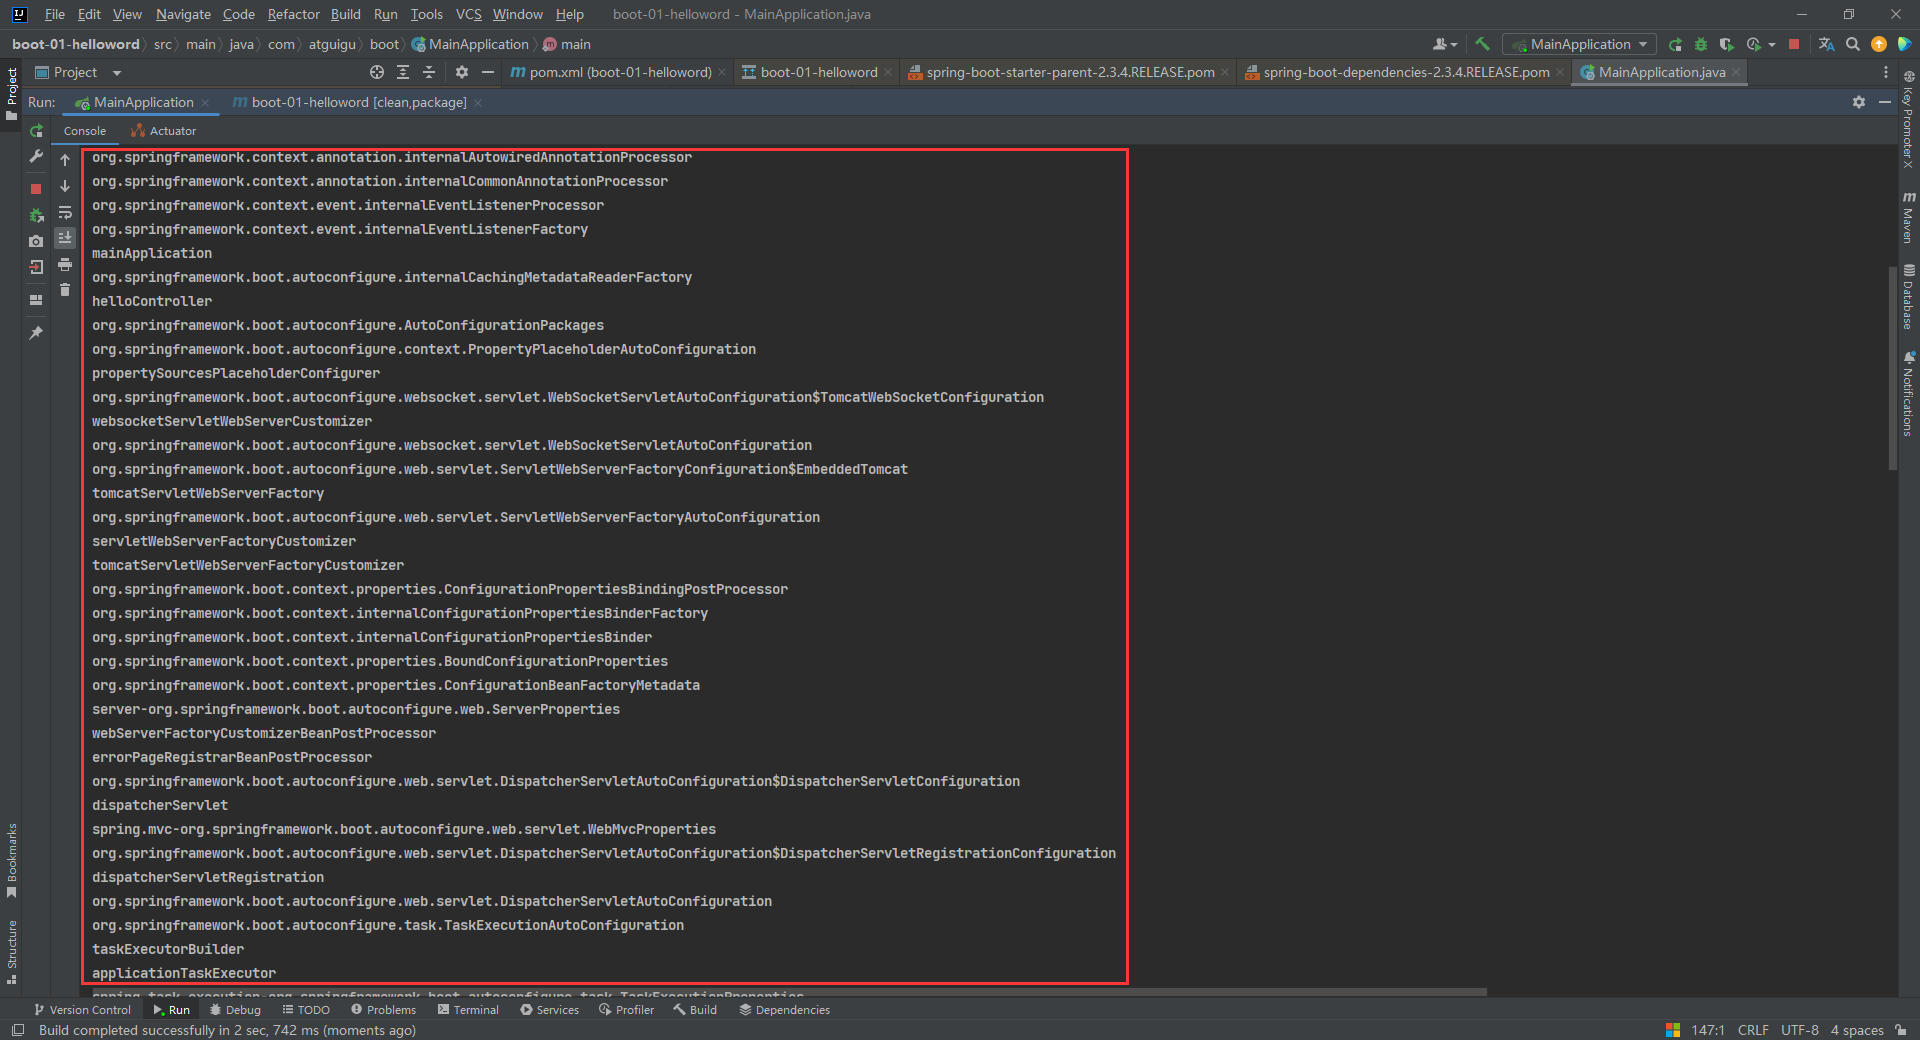 File Edit View Navigate Code Refactor Build Run Tools VCS Window Help boot-01-helloword - MainApplication.java
boot-01-helloword src main java com atguigu boot MainApplication main MainApplication
Project pom.xml (boot-01-helloword) boot-01-helloword spring-boot-starter-parent-2.3.4.RELEASE.pom spring-boot-dependencies-2.3.4.RELEASE.pom MainApplication.java
Run: MainApplication boot-01-helloword [clean,package]
Console Actuator
org.springframework.context.annotation.internalAutowiredAnnotationProcessor
org.springframework.context.annotation.internalCommonAnnotationProcessor
org.springframework.context.event.internalEventListenerProcessor
org.springframework.context.event.internalEventListenerFactory
mainApplication
org.springframework.boot.autoconfigure.internalCachingMetadataReaderFactory
helloController
org.springframework.boot.autoconfigure.AutoConfigurationPackages
org.springframework.boot.autoconfigure.context.PropertyPlaceholderAutoConfiguration
propertySourcesPlaceholderConfigurer
org.springframework.boot.autoconfigure.websocket.servlet.WebSocketServletAutoConfiguration$TomcatWebSocketConfiguration
websocketServletWebServerCustomizer
org.springframework.boot.autoconfigure.websocket.servlet.WebSocketServletAutoConfiguration
org.springframework.boot.autoconfigure.web.servlet.ServletWebServerFactoryConfiguration$EmbeddedTomcat
tomcatServletWebServerFactory
org.springframework.boot.autoconfigure.web.servlet.ServletWebServerFactoryAutoConfiguration
servletWebServerFactoryCustomizer
tomcatServletWebServerFactoryCustomizer
org.springframework.boot.context.properties.ConfigurationPropertiesBindingPostProcessor
org.springframework.boot.context.internalConfigurationPropertiesBinderFactory
org.springframework.boot.context.internalConfigurationPropertiesBinder
org.springframework.boot.context.properties.BoundConfigurationProperties
org.springframework.boot.context.properties.ConfigurationBeanFactoryMetadata
server-org.springframework.boot.autoconfigure.web.ServerProperties
webServerFactoryCustomizerBeanPostProcessor
errorPageRegistrarBeanPostProcessor
org.springframework.boot.autoconfigure.web.servlet.DispatcherServletAutoConfiguration$DispatcherServletConfiguration
dispatcherServlet
spring.mvc-org.springframework.boot.autoconfigure.web.servlet.WebMvcProperties
org.springframework.boot.autoconfigure.web.servlet.DispatcherServletAutoConfiguration$DispatcherServletRegistrationConfiguration
dispatcherServletRegistration
org.springframework.boot.autoconfigure.web.servlet.DispatcherServletAutoConfiguration
org.springframework.boot.autoconfigure.task.TaskExecutionAutoConfiguration
taskExecutorBuilder
applicationTaskExecutor
spring.task.execution-org.springframework.boot.autoconfigure.task.TaskExecutionProperties
Version Control Run Debug TODO Problems Terminal Services Profiler Build Dependencies
Build completed successfully in 2 sec, 742 ms (moments ago) 147:1 CRLF UTF-8 4 spaces
Project
Bookmarks
Structure
Key Promoter X
Maven
Database
Notifications